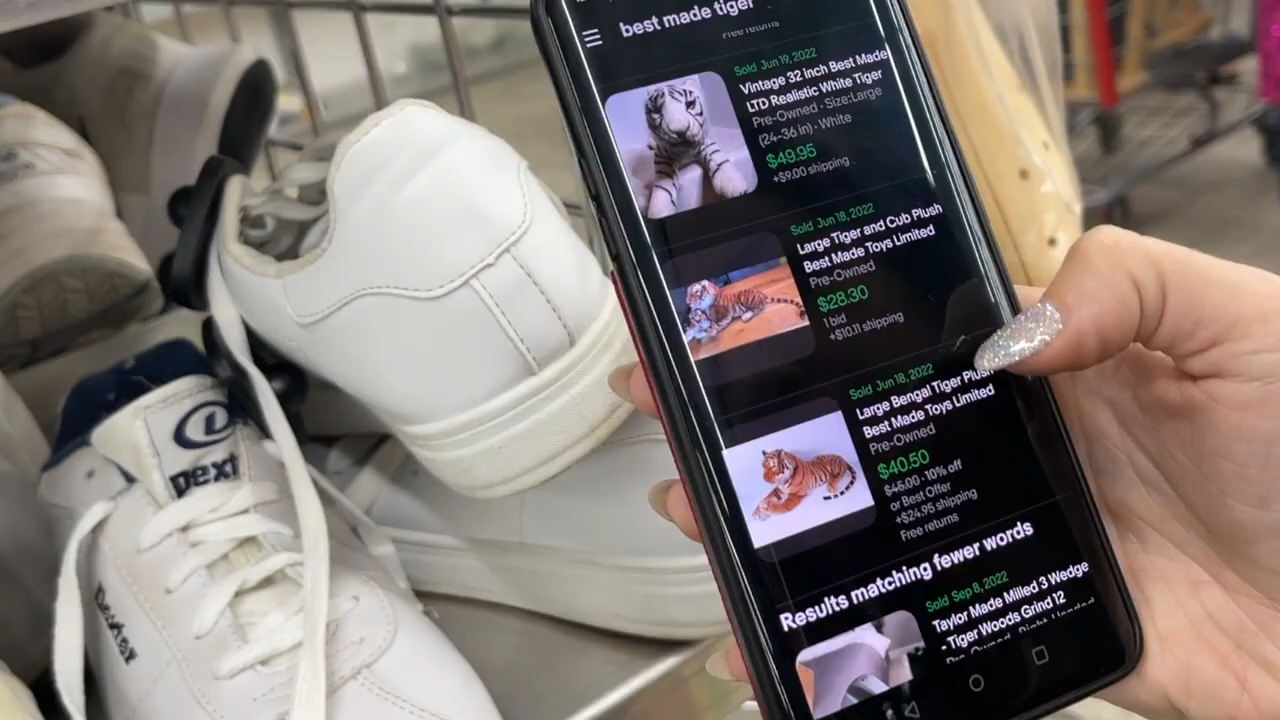 best made tiger
Free returns
Sold Jun 19, 2022
Vintage 32 inch Best Made
LTD Realistic White Tiger
Pre-Owned · Size:Large
(24-36 in) · White
$49.95
+$9.00 shipping
Sold Jun 18, 2022
Large Tiger and Cub Plush
Best Made Toys Limited
Pre-Owned
$28.30
1 bid
+$10.11 shipping
Sold Jun 18, 2022
Large Bengal Tiger Plush
Best Made Toys Limited
Pre-Owned
$40.50
$45.00 · 10% off
or Best Offer
+$24.95 shipping
Free returns
Results matching fewer words
Sold Sep 8, 2022
Taylor Made Milled 3 Wedge
- Tiger Woods Grind 12
Pre-Owned · Right-Handed
Dext
Dexter